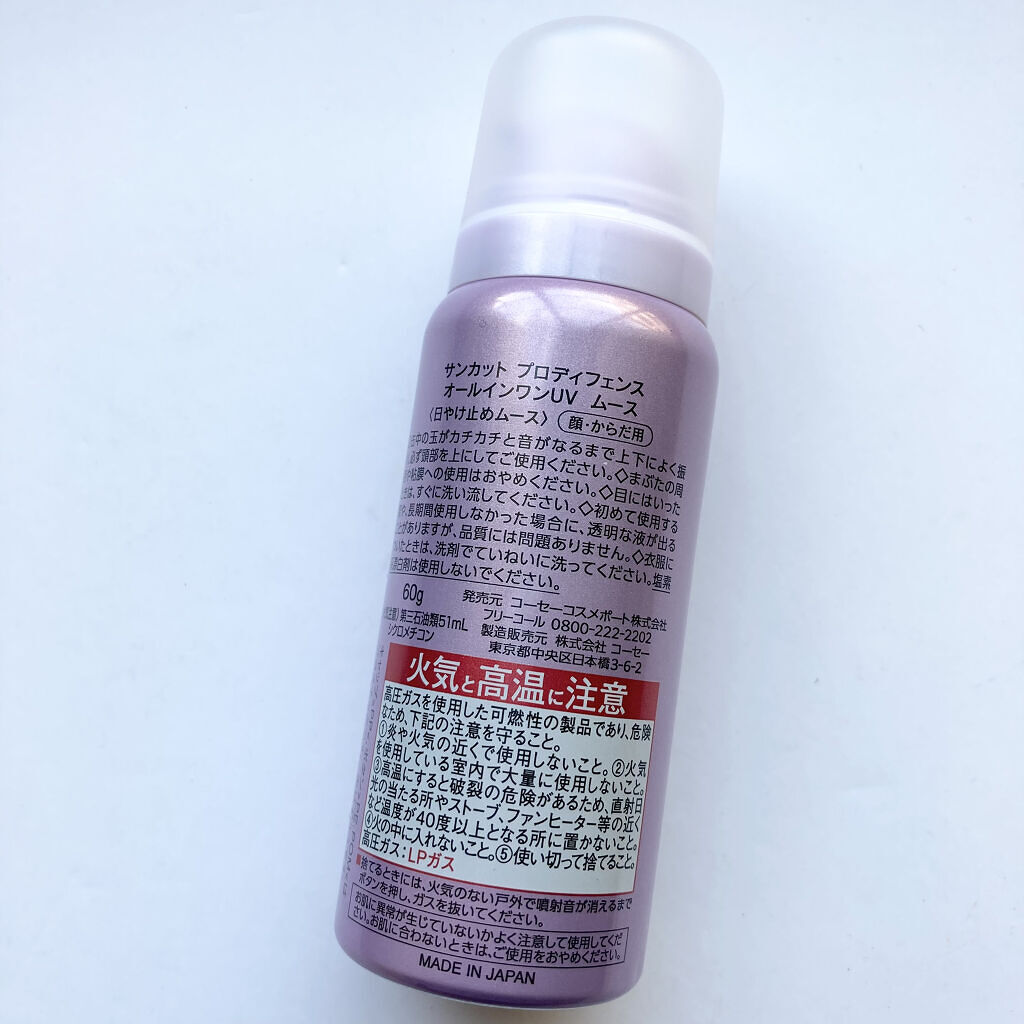 サンカット プロディフェンス
オールインワンUV ムース
〈日やけ止めムース〉 顔・からだ用
中の玉がカチカチと音がなるまで上下によく振
必ず頭部を上にしてご使用ください。◇まぶたの周
や粘膜への使用はおやめください。◇目にはいった
きは、すぐに洗い流してください。◇初めて使用する
や、長期間使用しなかった場合に、透明な液が出る
とがありますが、品質には問題ありません。◇衣服に
いたときは、洗剤でていねいに洗ってください。塩素
漂白剤は使用しないでください。
60g 発売元 コーセーコスメポート株式会社
フリーコール 0800-222-2202
第三石油類51mL 製造販売元 株式会社 コーセー
シクロメチコン 東京都中央区日本橋3-6-2
火気と高温に注意
高圧ガスを使用した可燃性の製品であり、危険
なため、下記の注意を守ること。
①炎や火気の近くで使用しないこと。②火気
を使用している室内で大量に使用しないこと。
③高温にすると破裂の危険があるため、直射日
光の当たる所やストーブ、ファンヒーター等の近く
など温度が40度以上となる所に置かないこと。
④火の中に入れないこと。⑤使い切って捨てること。
高圧ガス：LPガス
■捨てるときには、火気のない戸外で噴射音が消えるまで
ボタンを押し、ガスを抜いてください。
お肌に異常が生じていないかよく注意して使用してくだ
さい。お肌に合わないときは、ご使用をおやめください。
MADE IN JAPAN